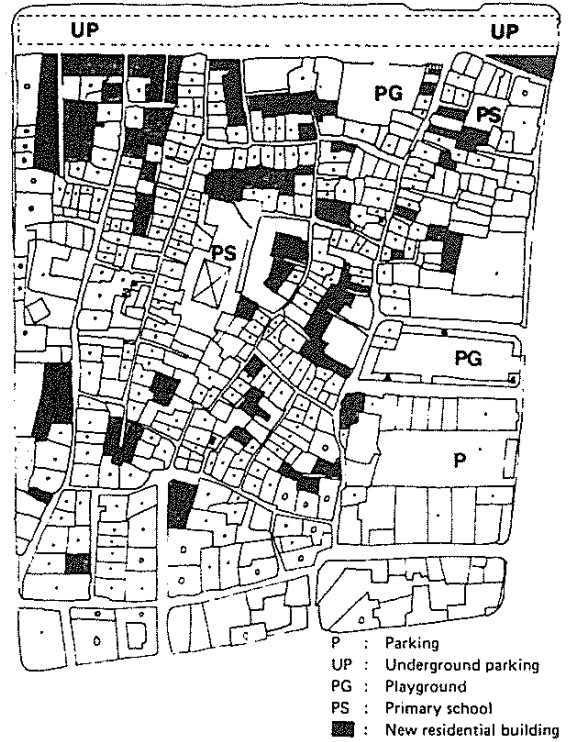 UP UP
PG
PS
PS
PG
P
P : Parking
UP : Underground parking
PG : Playground
PS : Primary school
: New residential building